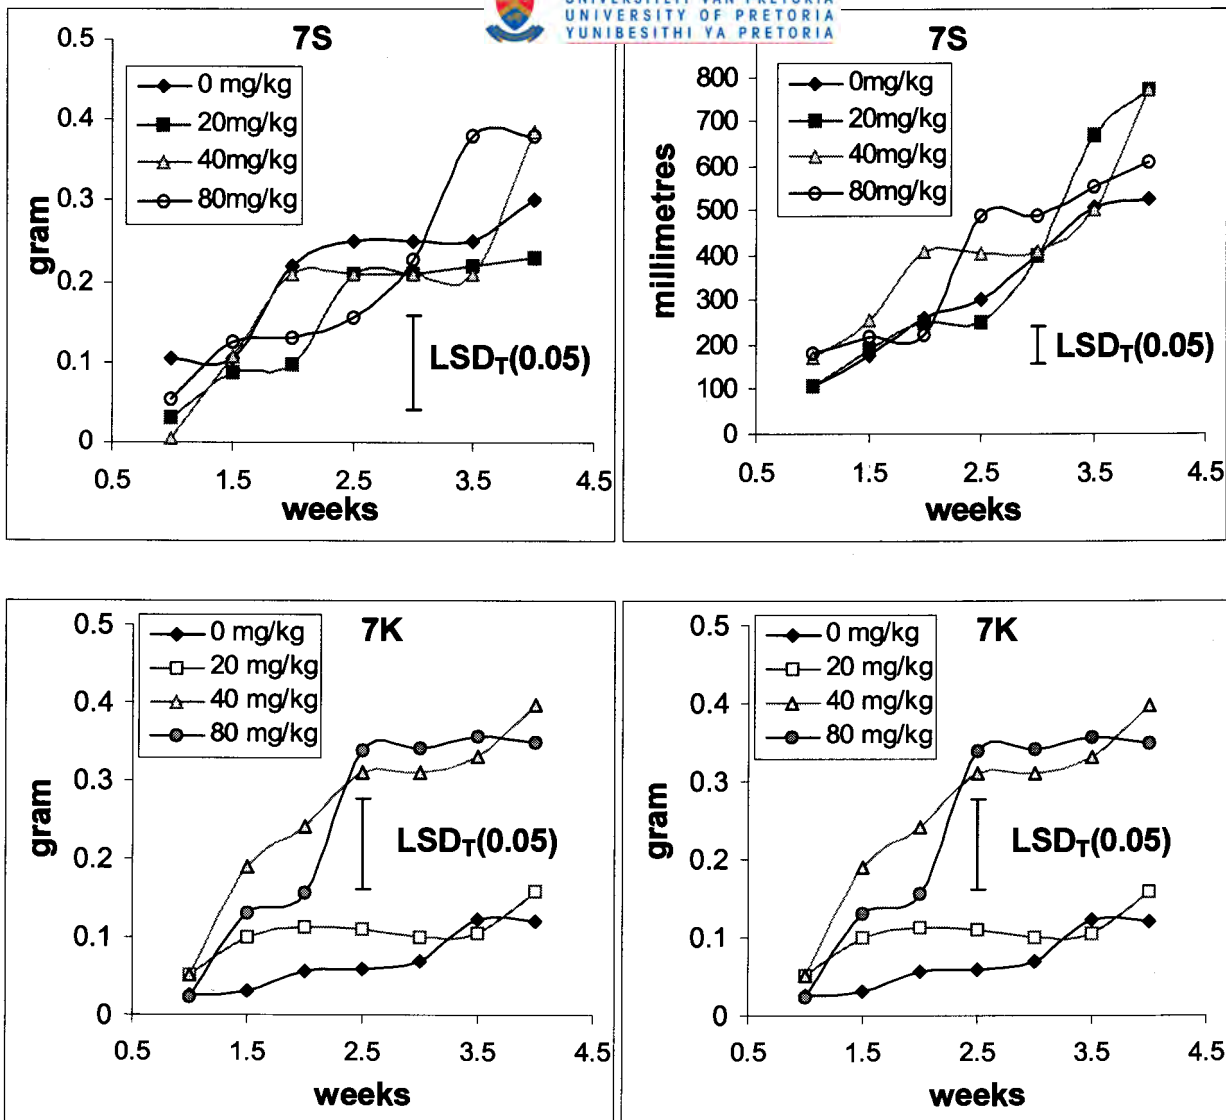 UNIVERSITEIT VAN PRETORIA
UNIVERSITY OF PRETORIA
YUNIBESITHI YA PRETORIA
7S
0 mg/kg
20mg/kg
40mg/kg
80mg/kg
0.5
0.4
0.3
0.2
0.1
0
gram
LSDT(0.05)
0.5 1.5 2.5 3.5 4.5
weeks
7S
0mg/kg
20mg/kg
40mg/kg
80mg/kg
800
700
600
500
400
300
200
100
0
millimetres
LSDT(0.05)
0.5 1.5 2.5 3.5 4.5
weeks
7K
0 mg/kg
20 mg/kg
40 mg/kg
80 mg/kg
0.5
0.4
0.3
0.2
0.1
0
gram
LSDT(0.05)
0.5 1.5 2.5 3.5 4.5
weeks
7K
0 mg/kg
20 mg/kg
40 mg/kg
80 mg/kg
0.5
0.4
0.3
0.2
0.1
0
gram
LSDT(0.05)
0.5 1.5 2.5 3.5 4.5
weeks